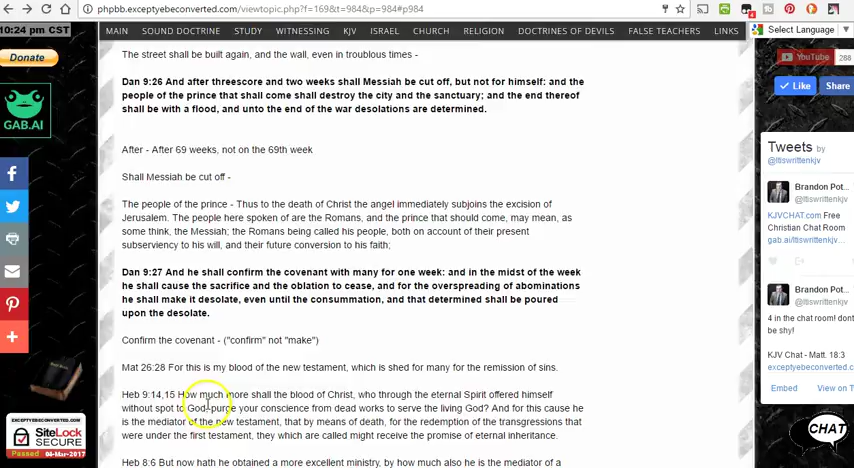 phpbb.exceptyebeconverted.com/viewtopic.php?f=169&t=984&p=984#p984
4
10:24 pm CST
MAIN SOUND DOCTRINE STUDY WITNESSING KJV ISRAEL CHURCH RELIGION DOCTRINES OF DEVILS FALSE TEACHERS LINKS
Select Language
Donate
GAB.AI
The street shall be built again, and the wall, even in troublous times -
Dan 9:26 And after threescore and two weeks shall Messiah be cut off, but not for himself: and the
people of the prince that shall come shall destroy the city and the sanctuary; and the end thereof
shall be with a flood, and unto the end of the war desolations are determined.
After - After 69 weeks, not on the 69th week
Shall Messiah be cut off -
The people of the prince - Thus to the death of Christ the angel immediately subjoins the excision of
Jerusalem. The people here spoken of are the Romans, and the prince that should come, may mean, as
some think, the Messiah; the Romans being called his people, both on account of their present
subserviency to his will, and their future conversion to his faith;
Dan 9:27 And he shall confirm the covenant with many for one week: and in the midst of the week
he shall cause the sacrifice and the oblation to cease, and for the overspreading of abominations
he shall make it desolate, even until the consummation, and that determined shall be poured
upon the desolate.
Confirm the covenant - ("confirm" not "make")
Mat 26:28 For this is my blood of the new testament, which is shed for many for the remission of sins.
Heb 9:14,15 How much more shall the blood of Christ, who through the eternal Spirit offered himself
without spot to God, purge your conscience from dead works to serve the living God? And for this cause he
is the mediator of the new testament, that by means of death, for the redemption of the transgressions that
were under the first testament, they which are called might receive the promise of eternal inheritance.
Heb 8:6 But now hath he obtained a more excellent ministry, by how much also he is the mediator of a
EXCEPTYEBECONVERTED.COM
SiteLock
SECURE
Passed 04-Mar-2017
YouTube 288
Like Share
Tweets by
@Itiswrittenkjv
Brandon Pot...
@Itiswrittenkjv
KJVCHAT.com Free
Christian Chat Room
gab.ai/Itiswrittenkjv...
Brandon Pot...
@Itiswrittenkjv
4 in the chat room! dont
be shy!
KJV Chat - Matt. 18:3
exceptyebeconverted.c...
Embed View on T
CHAT